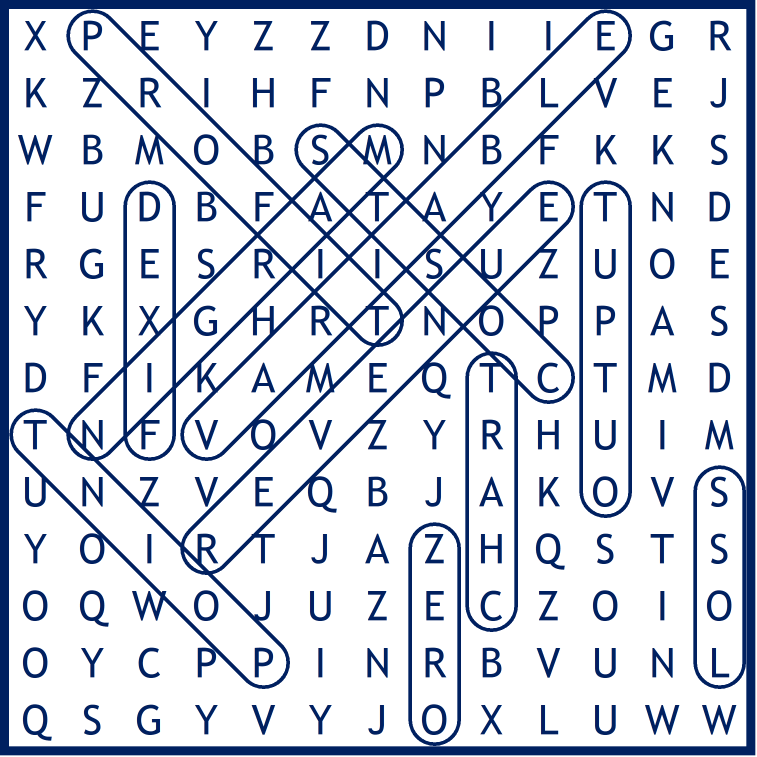 X P E Y Z Z D N I I E G R
K Z R I H F N P B L V E J
W B M O B S M N B F K K S
F U D B F A T A Y E T N D
R G E S R I I S U Z U O E
Y K X G H R T N O P P A S
D F I K A M E Q T C T M D
T N F V O V Z Y R H U I M
U N Z V E Q B J A K O V S
Y O I R T J A Z H Q S T S
O Q W O J U Z E C Z O I O
O Y C P P I N R B V U N L
Q S G Y V Y J O X L U W W